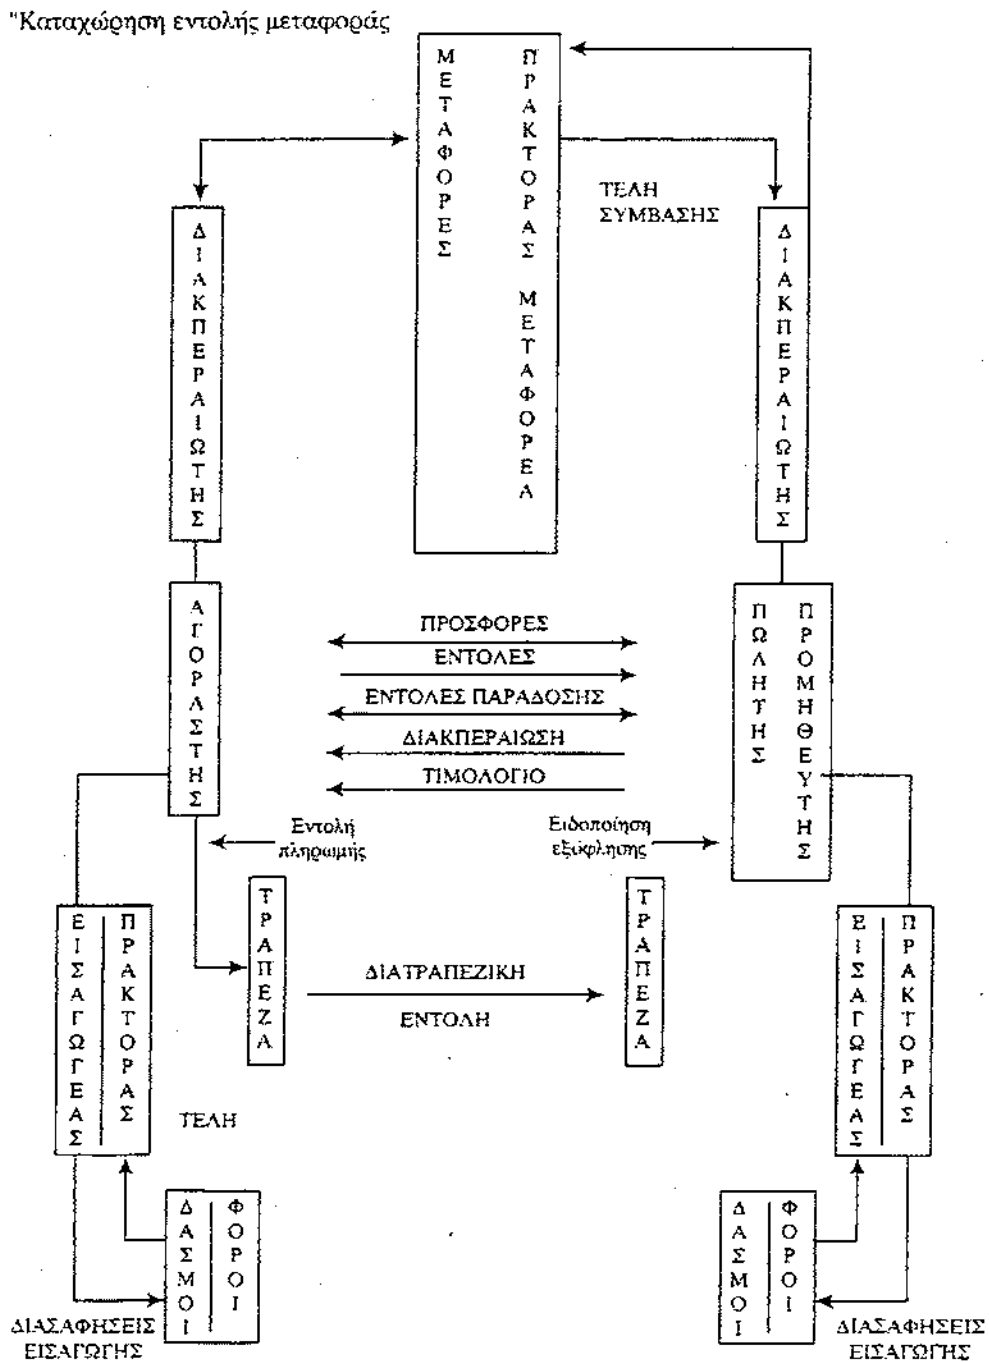 "Καταχώρηση εντολής μεταφοράς
ΜΕΤΑΦΟΡΕΣ
ΠΡΑΚΤΟΡΑΣ ΜΕΤΑΦΟΡΕΑ
ΤΕΛΗ
ΣΥΜΒΑΣΗΣ
ΔΙΑΚΠΕΡΑΙΩΤΗΣ
ΔΙΑΚΠΕΡΑΙΩΤΗΣ
ΑΓΟΡΑΣΤΗΣ
ΠΡΟΣΦΟΡΕΣ
ΕΝΤΟΛΕΣ
ΕΝΤΟΛΕΣ ΠΑΡΑΔΟΣΗΣ
ΔΙΑΚΠΕΡΑΙΩΣΗ
ΤΙΜΟΛΟΓΙΟ
ΠΩΛΗΤΗΣ
ΠΡΟΜΗΘΕΥΤΗΣ
Εντολή
πληρωμής
Ειδοποίηση
εξόφλησης
ΤΡΑΠΕΖΑ
ΤΡΑΠΕΖΑ
ΔΙΑΤΡΑΠΕΖΙΚΗ
ΕΝΤΟΛΗ
ΕΙΣΑΓΩΓΕΑΣ
ΠΡΑΚΤΟΡΑΣ
ΕΙΣΑΓΩΓΕΑΣ
ΠΡΑΚΤΟΡΑΣ
ΤΕΛΗ
ΔΑΣΜΟΙ
ΦΟΡΟΙ
ΔΑΣΜΟΙ
ΦΟΡΟΙ
ΔΙΑΣΑΦΗΣΕΙΣ
ΕΙΣΑΓΩΓΗΣ
ΔΙΑΣΑΦΗΣΕΙΣ
ΕΙΣΑΓΩΓΗΣ